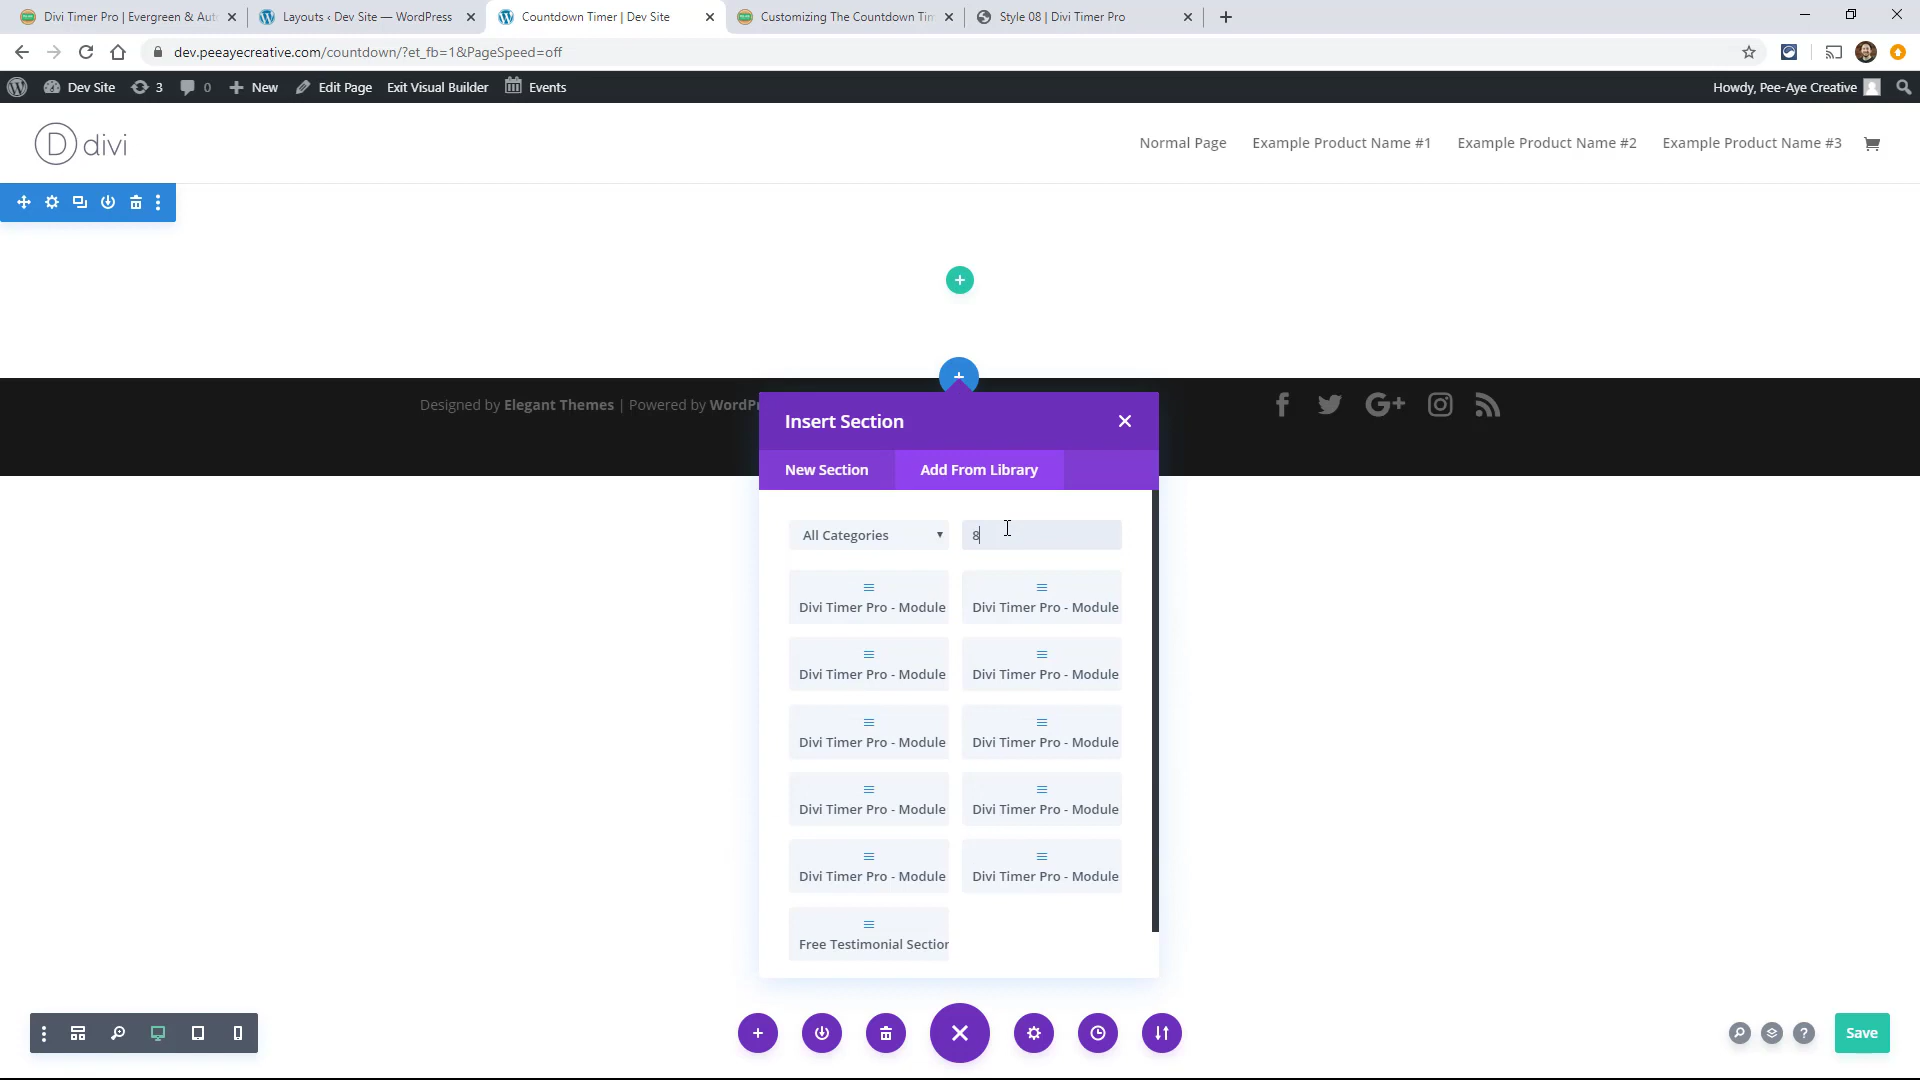 Divi Timer Pro | Evergreen & Aut
Layouts ‹ Dev Site — WordPress
Countdown Timer | Dev Site
Customizing The Countdown Tim
Style 08 | Divi Timer Pro
dev.peeayecreative.com/countdown/?et_fb=1&PageSpeed=off
Dev Site
3
0
New
Edit Page
Exit Visual Builder
Events
Howdy, Pee-Aye Creative
D divi
Normal Page
Example Product Name #1
Example Product Name #2
Example Product Name #3
Designed by Elegant Themes | Powered by WordPr
Insert Section
New Section
Add From Library
All Categories
8
Divi Timer Pro - Module
Divi Timer Pro - Module
Divi Timer Pro - Module
Divi Timer Pro - Module
Divi Timer Pro - Module
Divi Timer Pro - Module
Divi Timer Pro - Module
Divi Timer Pro - Module
Divi Timer Pro - Module
Divi Timer Pro - Module
Free Testimonial Section
Save